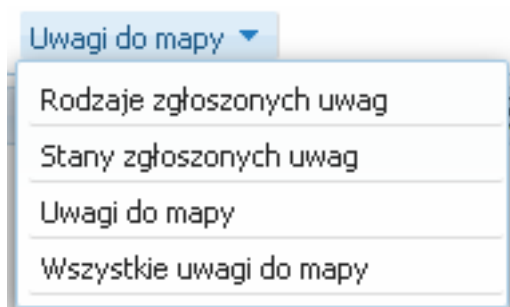 Uwagi do mapy
Rodzaje zgłoszonych uwag
Stany zgłoszonych uwag
Uwagi do mapy
Wszystkie uwagi do mapy